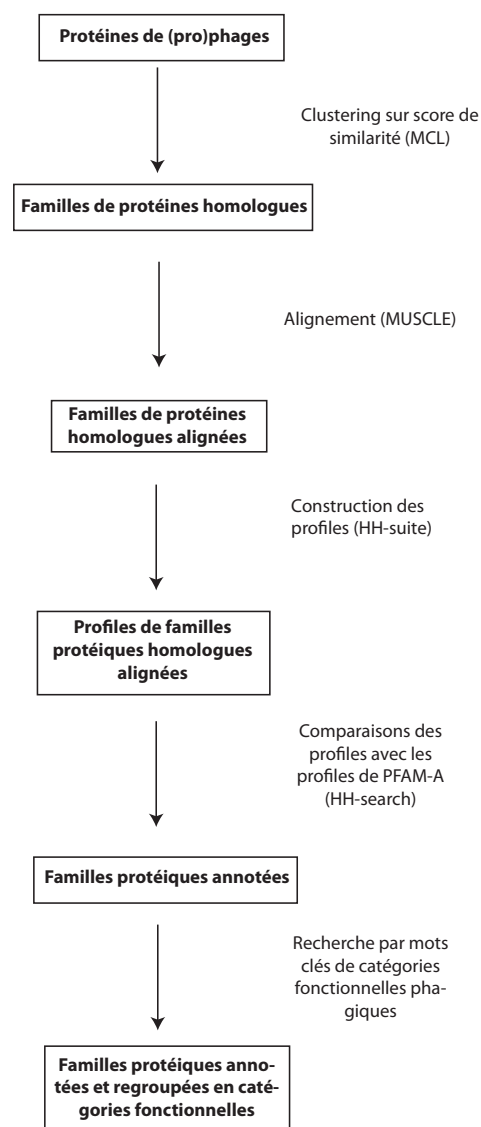 Protéines de (pro)phages
Clustering sur score de
similarité (MCL)
Familles de protéines homologues
Alignement (MUSCLE)
Familles de protéines
homologues alignées
Construction des
profiles (HH-suite)
Profiles de familles
protéiques homologues
alignées
Comparaisons des
profiles avec les
profiles de PFAM-A
(HH-search)
Familles protéiques annotées
Recherche par mots
clés de catégories
fonctionnelles pha-
giques
Familles protéiques anno-
tées et regroupées en caté-
gories fonctionnelles